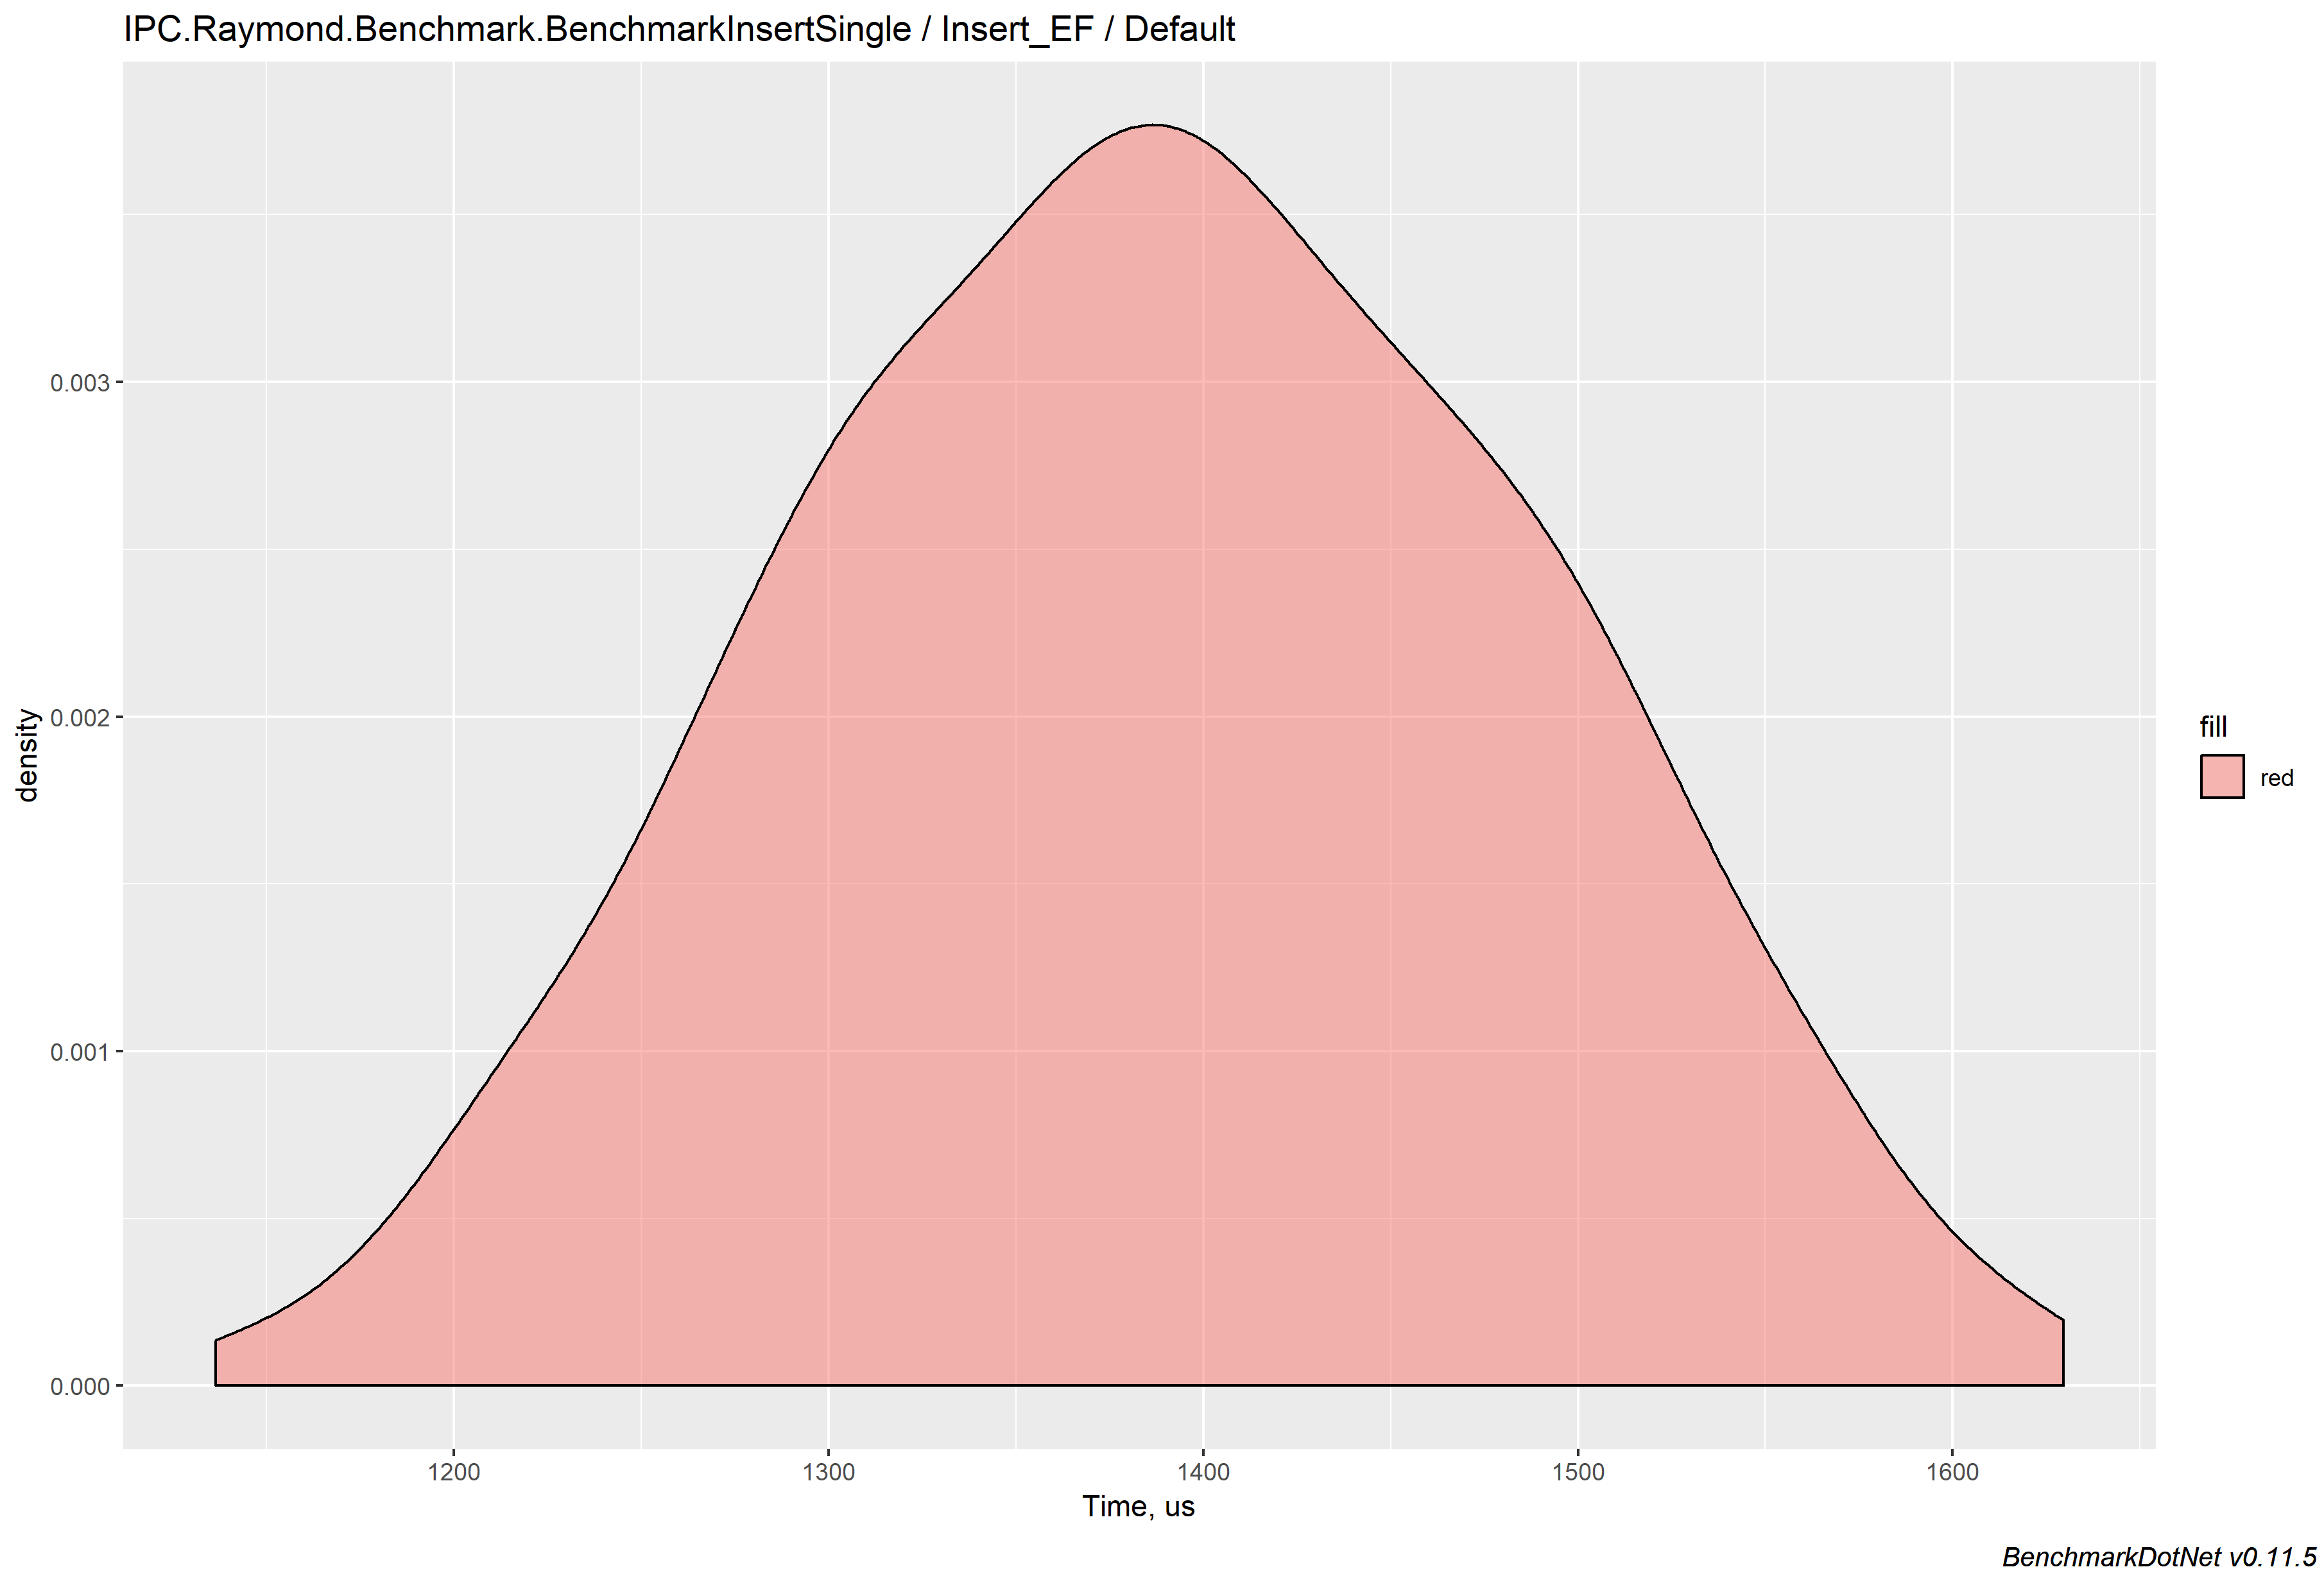 IPC.Raymond.Benchmark.BenchmarkInsertSingle / Insert_EF / Default
0.003
0.002
0.001
0.000
density
1200 1300 1400 1500 1600
Time, us
fill
red
BenchmarkDotNet v0.11.5